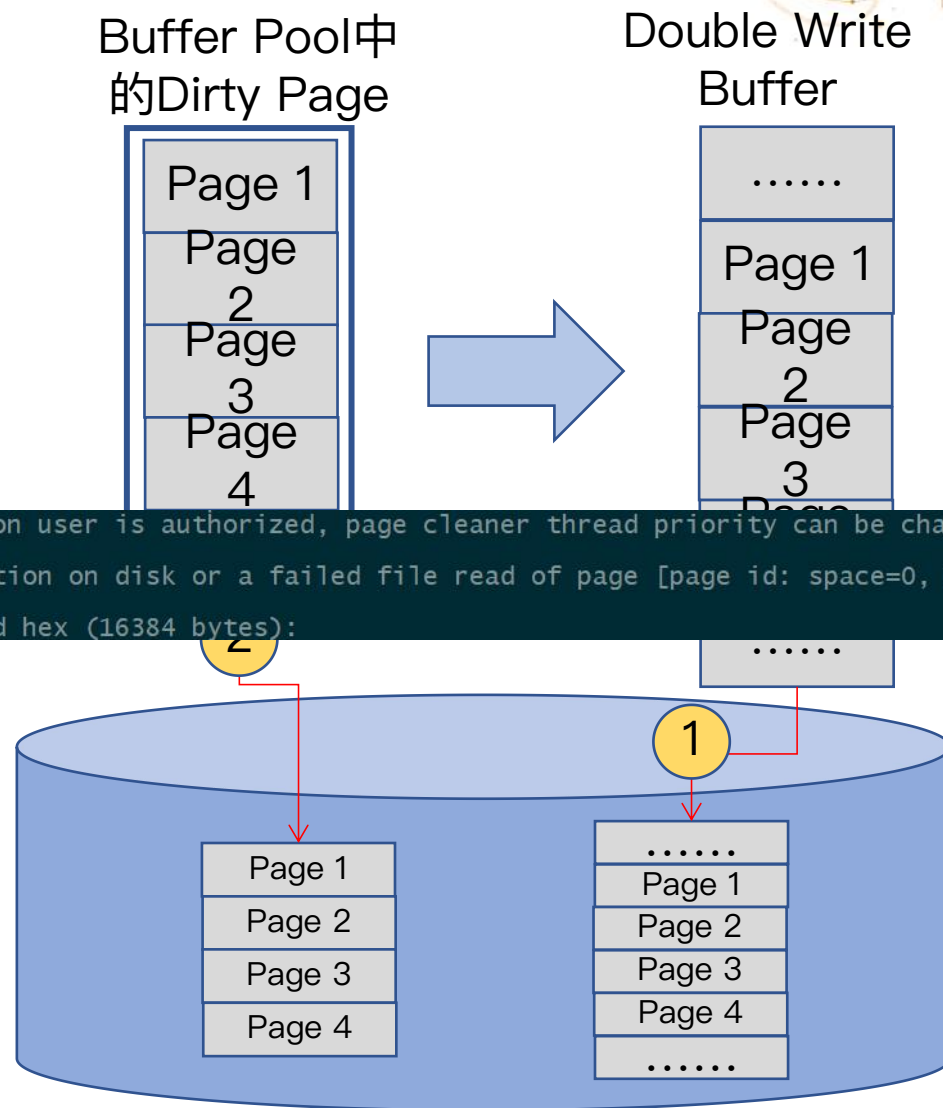 Buffer Pool中
的Dirty Page
Page 1
Page
2
Page
3
Page
4
Double Write
Buffer
......
Page 1
Page
2
Page
3
Page
on user is authorized, page cleaner thread priority can be cha
tion on disk or a failed file read of page [page id: space=0,
d hex (16384 bytes):
......
2
1
Page 1
Page 2
Page 3
Page 4
......
Page 1
Page 2
Page 3
Page 4
......